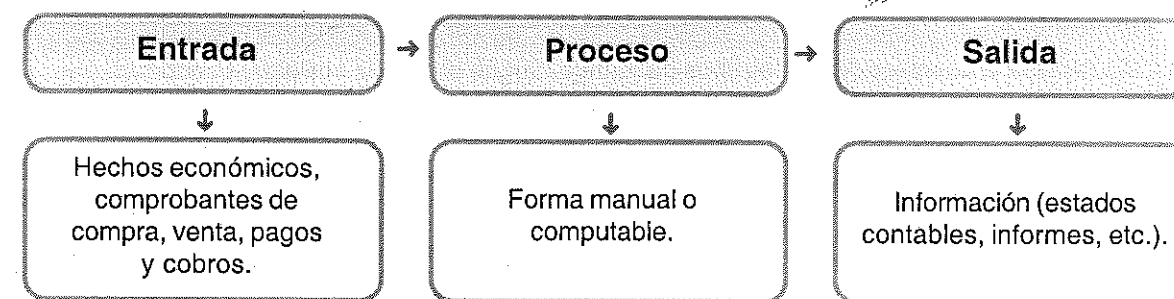 Entrada
Proceso
Salida
Hechos económicos,
comprobantes de
compra, venta, pagos
y cobros.
Forma manual o
computable.
Información (estados
contables, informes, etc.).